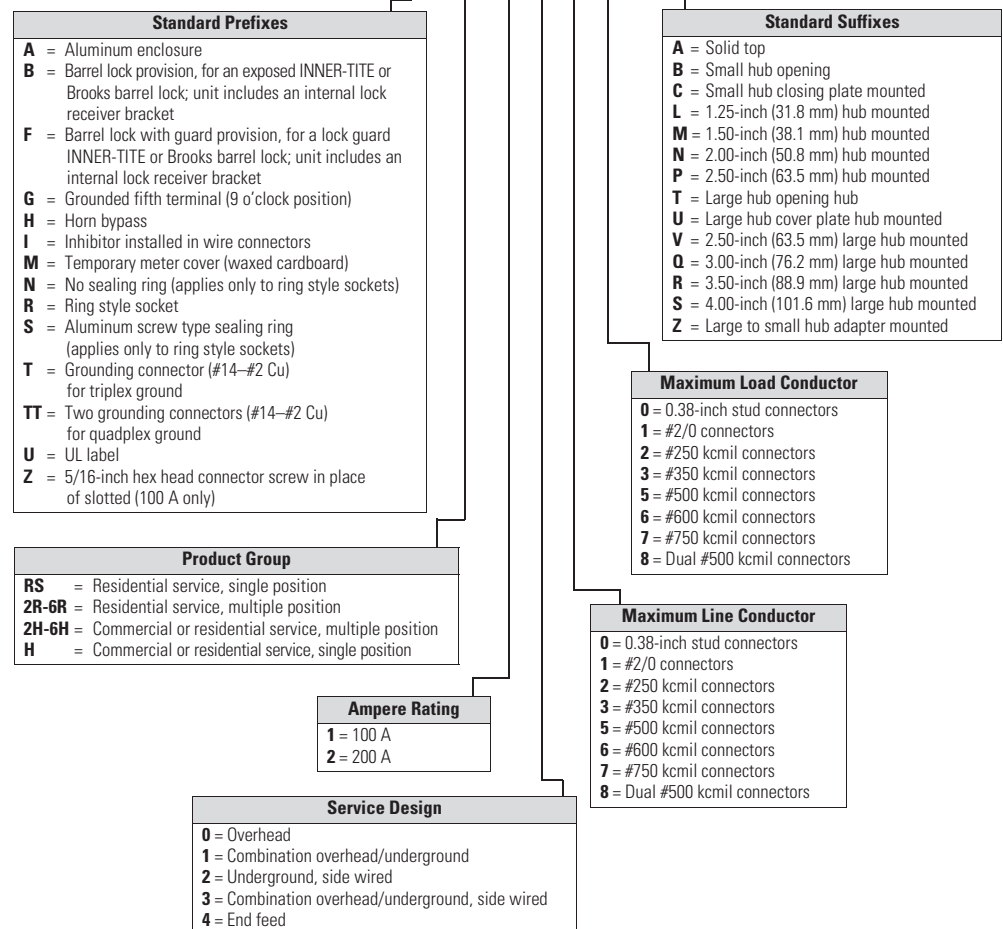 Standard Prefixes
A = Aluminum enclosure
B = Barrel lock provision, for an exposed INNER-TITE or
Brooks barrel lock; unit includes an internal lock
receiver bracket
F = Barrel lock with guard provision, for a lock guard
INNER-TITE or Brooks barrel lock; unit includes an
internal lock receiver bracket
G = Grounded fifth terminal (9 o'clock position)
H = Horn bypass
I = Inhibitor installed in wire connectors
M = Temporary meter cover (waxed cardboard)
N = No sealing ring (applies only to ring style sockets)
R = Ring style socket
S = Aluminum screw type sealing ring
(applies only to ring style sockets)
T = Grounding connector (#14–#2 Cu)
for triplex ground
TT = Two grounding connectors (#14–#2 Cu)
for quadplex ground
U = UL label
Z = 5/16-inch hex head connector screw in place
of slotted (100 A only)
Standard Suffixes
A = Solid top
B = Small hub opening
C = Small hub closing plate mounted
L = 1.25-inch (31.8 mm) hub mounted
M = 1.50-inch (38.1 mm) hub mounted
N = 2.00-inch (50.8 mm) hub mounted
P = 2.50-inch (63.5 mm) hub mounted
T = Large hub opening hub
U = Large hub cover plate hub mounted
V = 2.50-inch (63.5 mm) large hub mounted
Q = 3.00-inch (76.2 mm) large hub mounted
R = 3.50-inch (88.9 mm) large hub mounted
S = 4.00-inch (101.6 mm) large hub mounted
Z = Large to small hub adapter mounted
Maximum Load Conductor
0 = 0.38-inch stud connectors
1 = #2/0 connectors
2 = #250 kcmil connectors
3 = #350 kcmil connectors
5 = #500 kcmil connectors
6 = #600 kcmil connectors
7 = #750 kcmil connectors
8 = Dual #500 kcmil connectors
Product Group
RS = Residential service, single position
2R-6R = Residential service, multiple position
2H-6H = Commercial or residential service, multiple position
H = Commercial or residential service, single position
Maximum Line Conductor
0 = 0.38-inch stud connectors
1 = #2/0 connectors
2 = #250 kcmil connectors
3 = #350 kcmil connectors
5 = #500 kcmil connectors
6 = #600 kcmil connectors
7 = #750 kcmil connectors
8 = Dual #500 kcmil connectors
Ampere Rating
1 = 100 A
2 = 200 A
Service Design
0 = Overhead
1 = Combination overhead/underground
2 = Underground, side wired
3 = Combination overhead/underground, side wired
4 = End feed